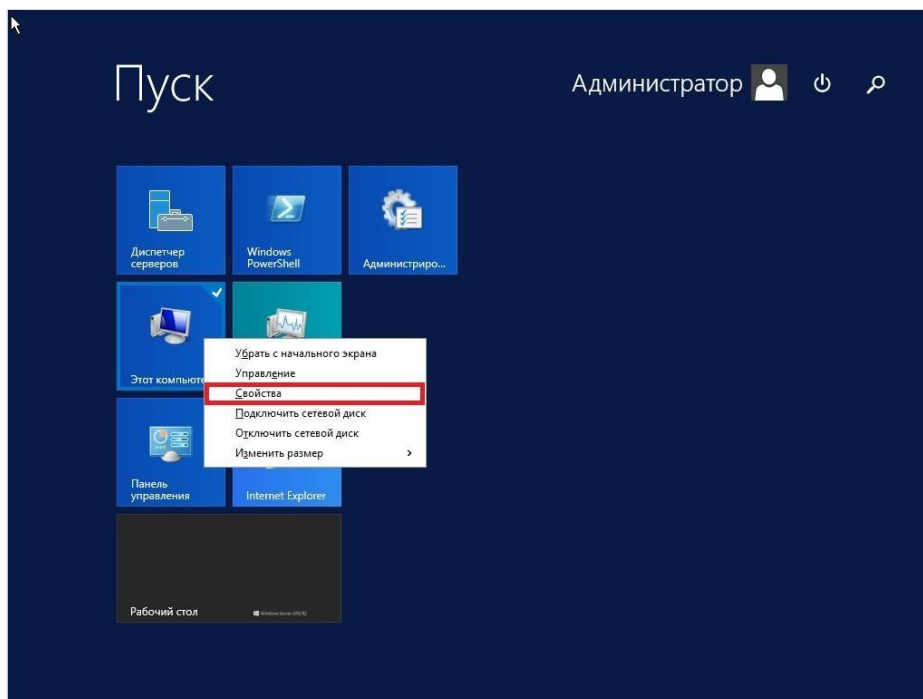 Пуск
Администратор
Диспетчер
серверов
Windows
PowerShell
Администриро...
Этот компьюте
Убрать с начального экрана
Управление
Свойства
Подключить сетевой диск
Отключить сетевой диск
Изменить размер
Панель
управления
Internet Explorer
Рабочий стол